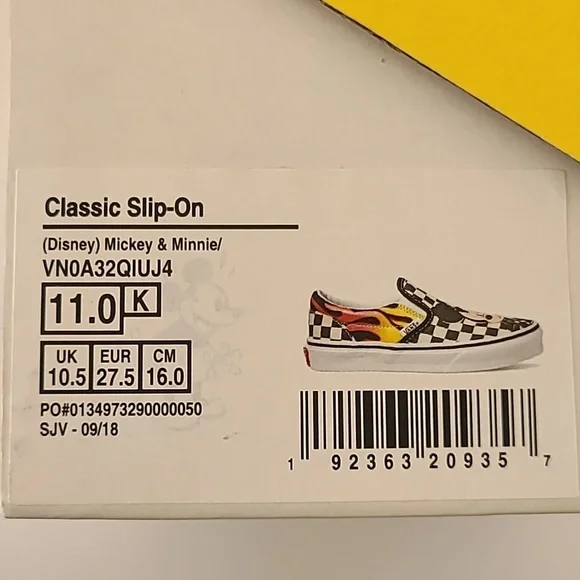 Classic Slip-On
(Disney) Mickey & Minnie/
VN0A32QIUJ4
11.0 K
UK EUR CM
10.5 27.5 16.0
PO#0134973290000050
SJV - 09/18
1 92363 20935 7